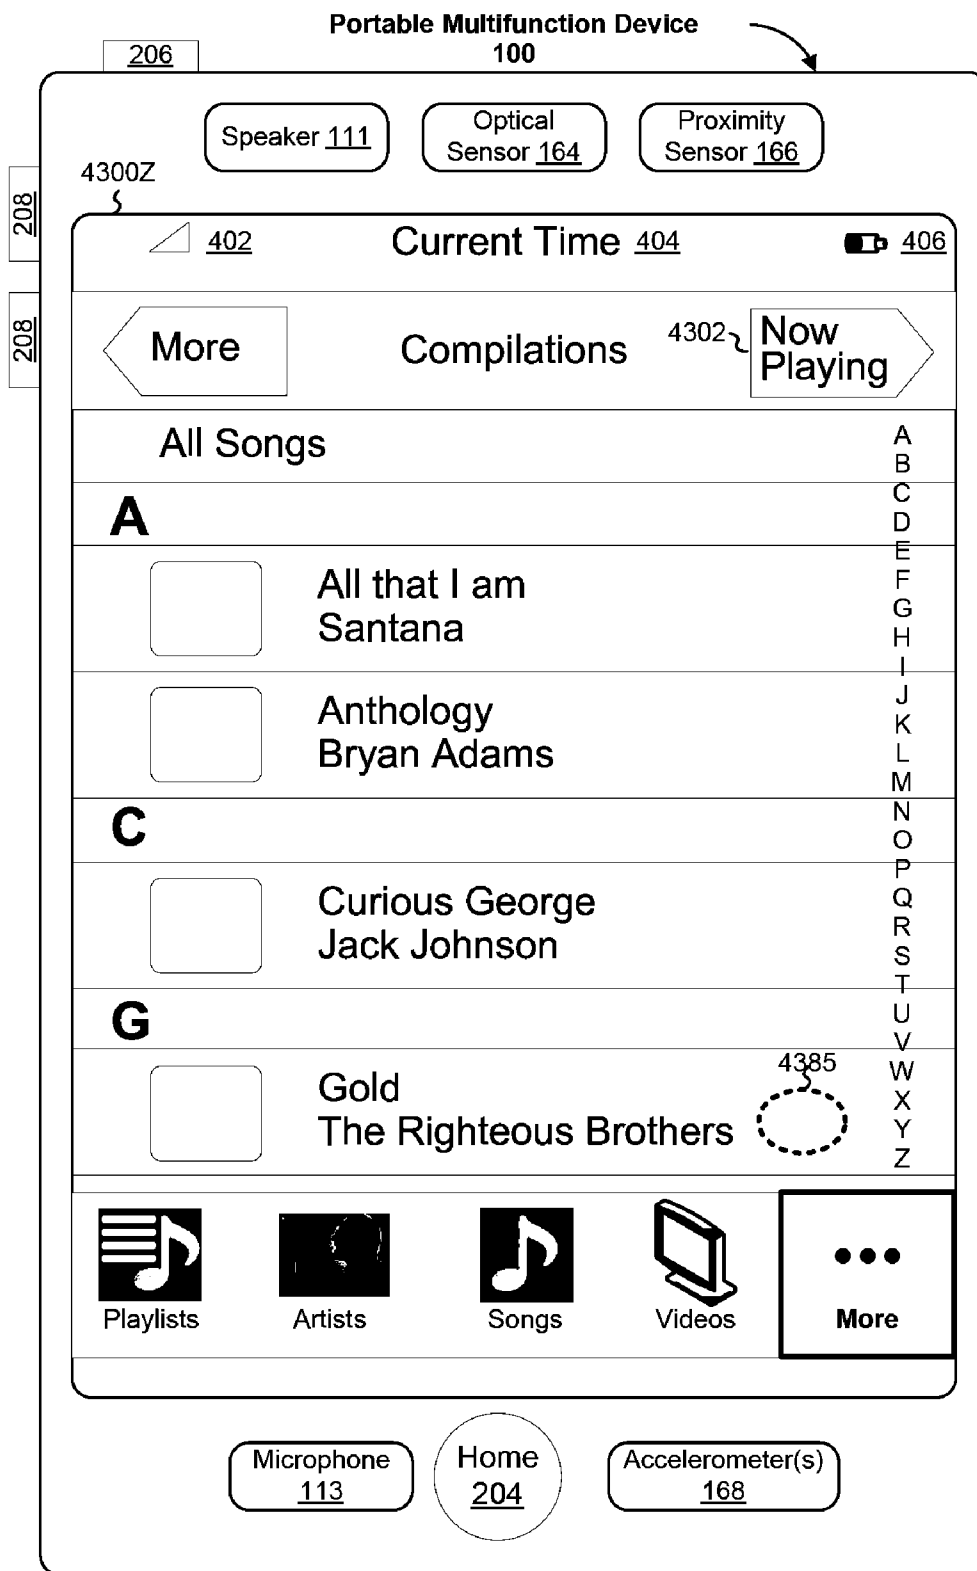 Portable Multifunction Device
100
206
Speaker 111
Optical
Sensor 164
Proximity
Sensor 166
4300Z
208
208
402
Current Time 404
406
More
Compilations
4302
Now
Playing
All Songs
A
All that I am
Santana
Anthology
Bryan Adams
C
Curious George
Jack Johnson
G
Gold
The Righteous Brothers
4385
A
B
C
D
E
F
G
H
I
J
K
L
M
N
O
P
Q
R
S
T
U
V
W
X
Y
Z
Playlists
Artists
Songs
Videos
More
Microphone
113
Home
204
Accelerometer(s)
168